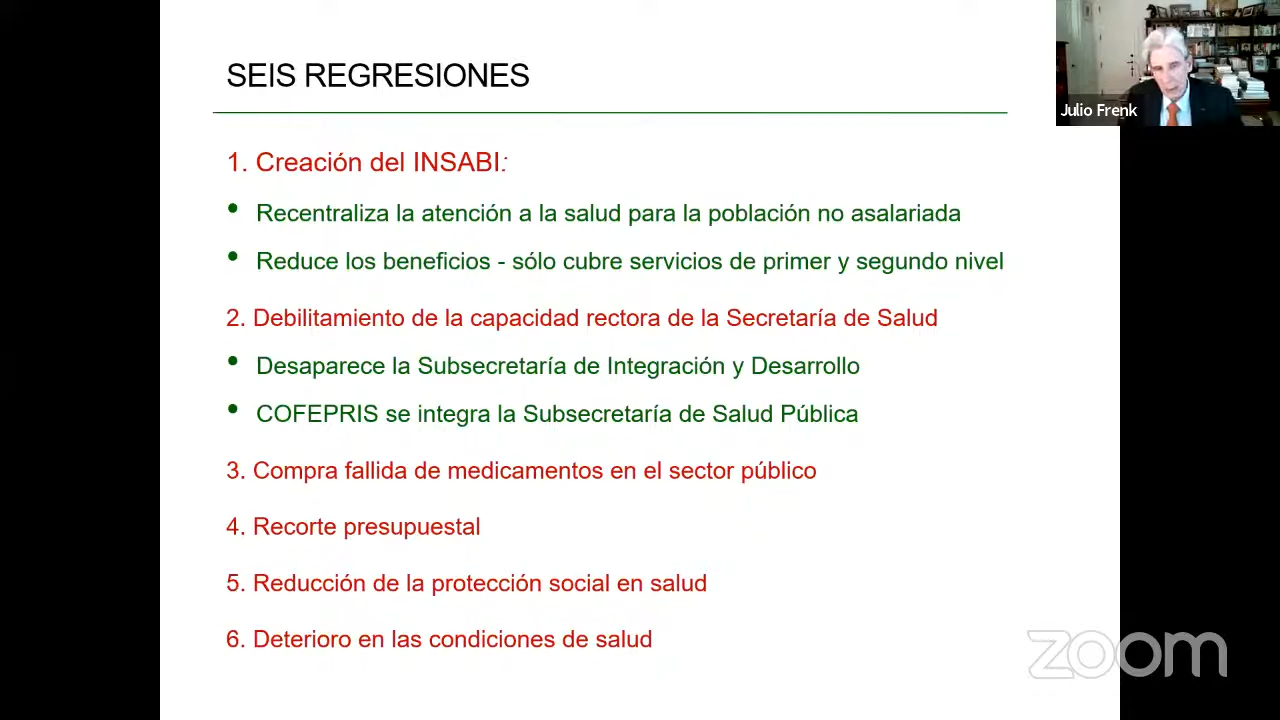 SEIS REGRESIONES
Julio Frenk
1. Creación del INSABI:
• Recentraliza la atención a la salud para la población no asalariada
• Reduce los beneficios - sólo cubre servicios de primer y segundo nivel
2. Debilitamiento de la capacidad rectora de la Secretaría de Salud
• Desaparece la Subsecretaría de Integración y Desarrollo
• COFEPRIS se integra la Subsecretaría de Salud Pública
3. Compra fallida de medicamentos en el sector público
4. Recorte presupuestal
5. Reducción de la protección social en salud
6. Deterioro en las condiciones de salud
zoom